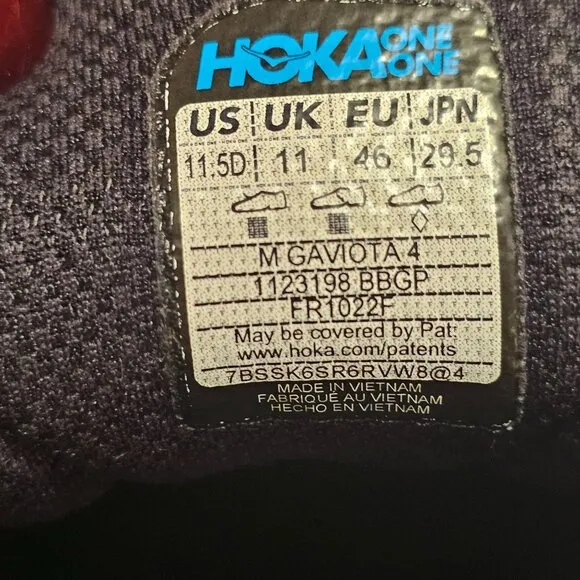 HOKA ONE ONE
US UK EU JPN
11.5D 11 46 29.5
M GAVIOTA 4
1123198 BBGP
FR1022F
May be covered by Pat:
www.hoka.com/patents
7BSSK6SR6RVW8@4
MADE IN VIETNAM
FABRIQUÉ AU VIETNAM
HECHO EN VIETNAM